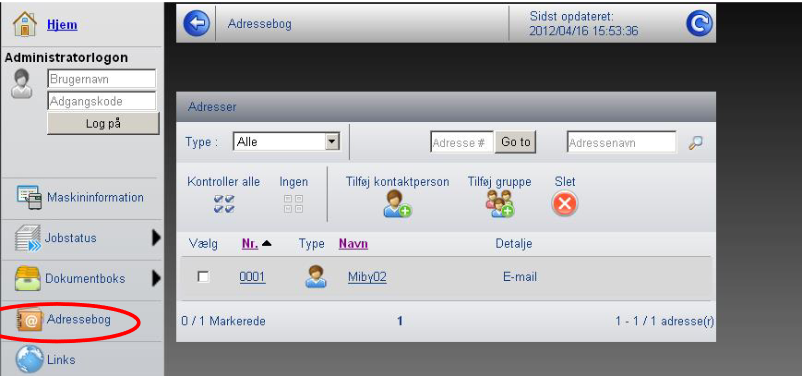 Hjem
Administratorlogon
Brugernavn
Adgangskode
Log på
Maskininformation
Jobstatus
Dokumentboks
Adressebog
Links
Adressebog
Sidst opdateret:
2012/04/16 15:53:36
Adresser
Type : Alle Adresse # Go to Adressenavn
Kontroller alle Ingen Tilføj kontaktperson Tilføj gruppe Slet
Vælg Nr. Type Navn Detalje
0001 Miby02 E-mail
0 / 1 Markerede 1 1 - 1 / 1 adresse(r)